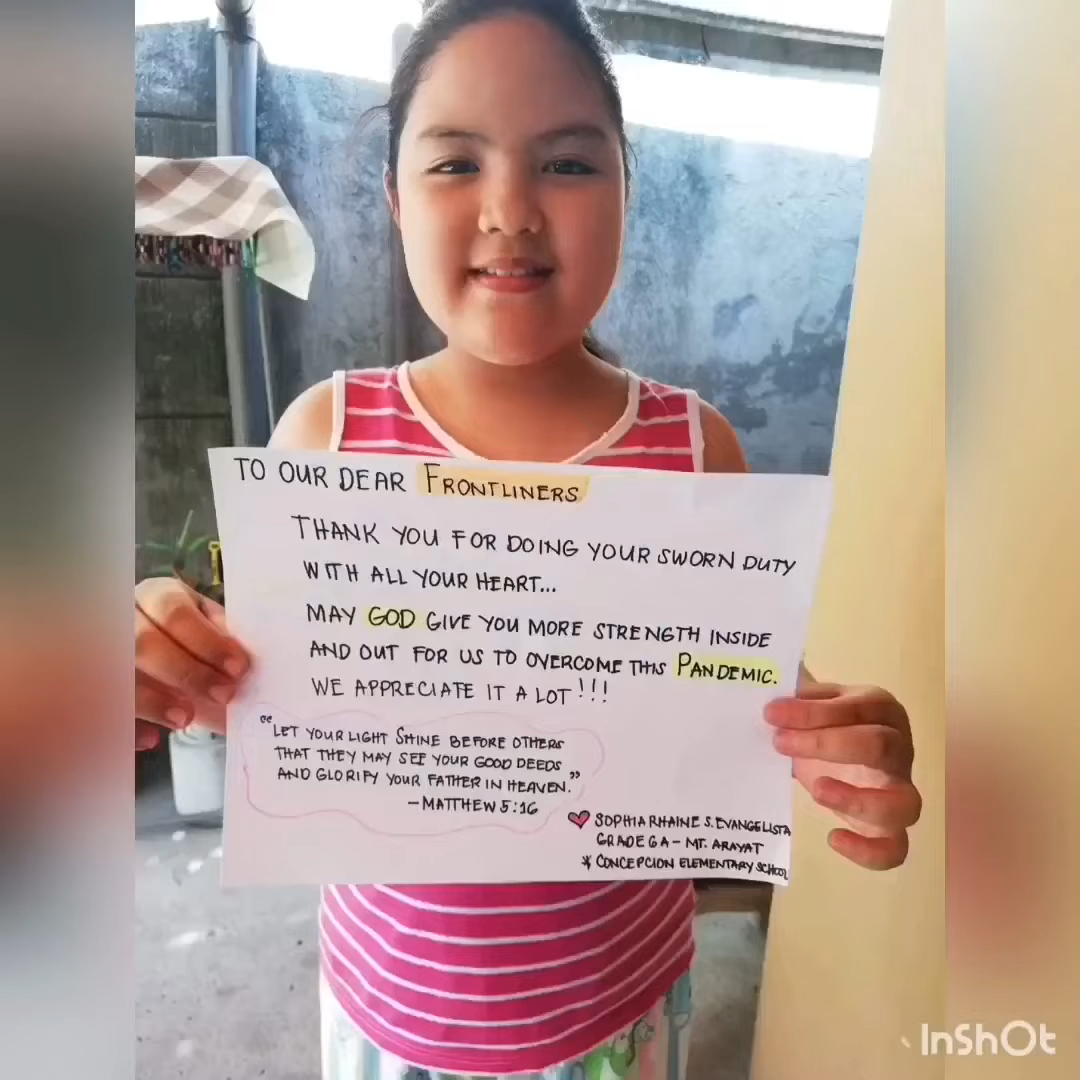 TO OUR DEAR FRONTLINERS
THANK YOU FOR DOING YOUR SWORN DUTY
WITH ALL YOUR HEART...
MAY GOD GIVE YOU MORE STRENGTH INSIDE
AND OUT FOR US TO OVERCOME THIS PANDEMIC.
WE APPRECIATE IT A LOT!!!
"LET YOUR LIGHT SHINE BEFORE OTHERS
THAT THEY MAY SEE YOUR GOOD DEEDS
AND GLORIFY YOUR FATHER IN HEAVEN."
-MATTHEW 5:16
❤ SOPHIA RHAINE S. EVANGELISTA
GRADE 6A - MT. ARAYAT
* CONCEPCION ELEMENTARY SCHOOL
InShOt